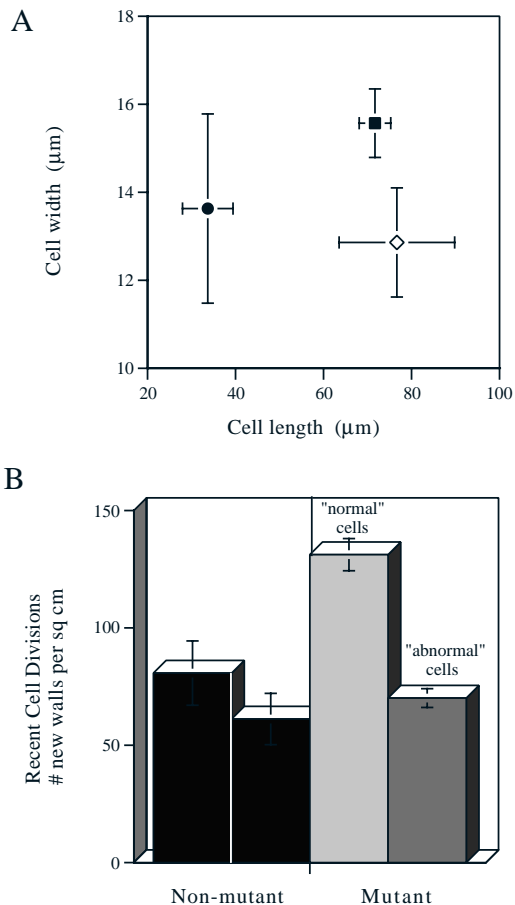 A
18
16
14
12
10
Cell width (µm)
20 40 60 80 100
Cell length (µm)
B
150
100
50
0
Recent Cell Divisions
# new walls per sq cm
"normal"
cells
"abnormal"
cells
Non-mutant Mutant